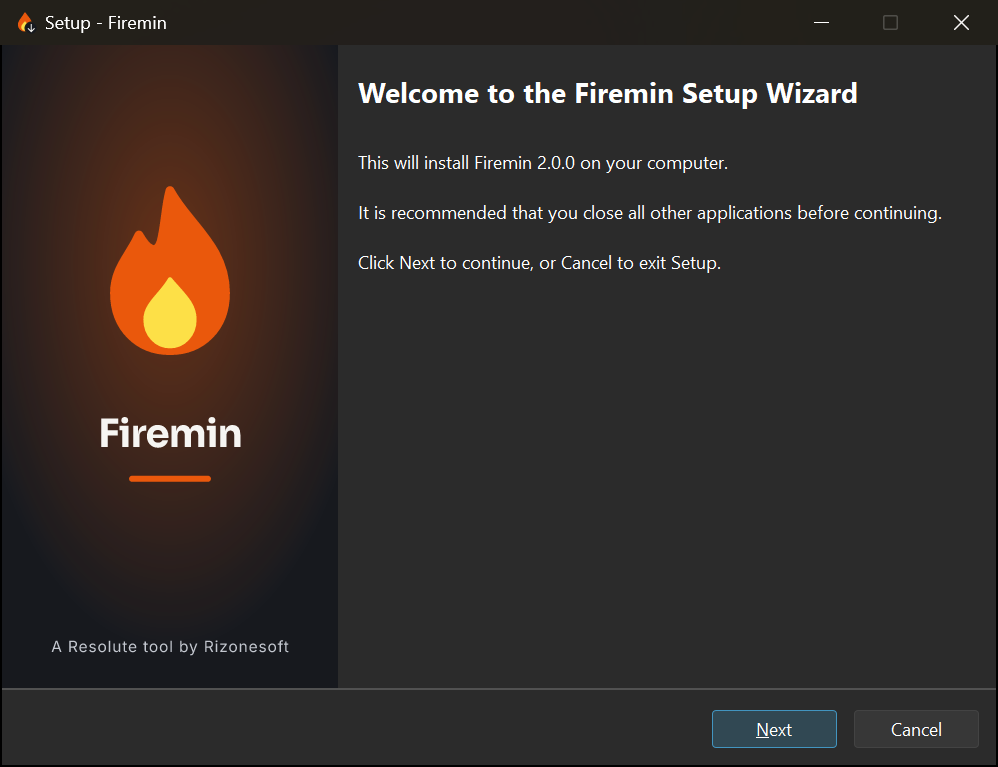 Setup - Firemin
Welcome to the Firemin Setup Wizard
This will install Firemin 2.0.0 on your computer.
It is recommended that you close all other applications before continuing.
Click Next to continue, or Cancel to exit Setup.
Firemin
A Resolute tool by Rizonesoft
Next
Cancel